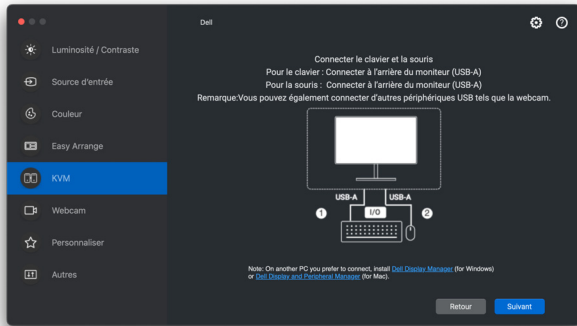 Dell
Luminosité / Contraste
Source d'entrée
Couleur
Easy Arrange
KVM
Webcam
Personnaliser
Autres
Connecter le clavier et la souris
Pour le clavier : Connecter à l'arrière du moniteur (USB-A)
Pour la souris : Connecter à l'arrière du moniteur (USB-A)
Remarque:Vous pouvez également connecter d'autres périphériques USB tels que la webcam.
USB-A USB-A
1 I/O 2
Note: On another PC you prefer to connect, install Dell Display Manager (for Windows)
or Dell Display and Peripheral Manager (for Mac).
Retour Suivant